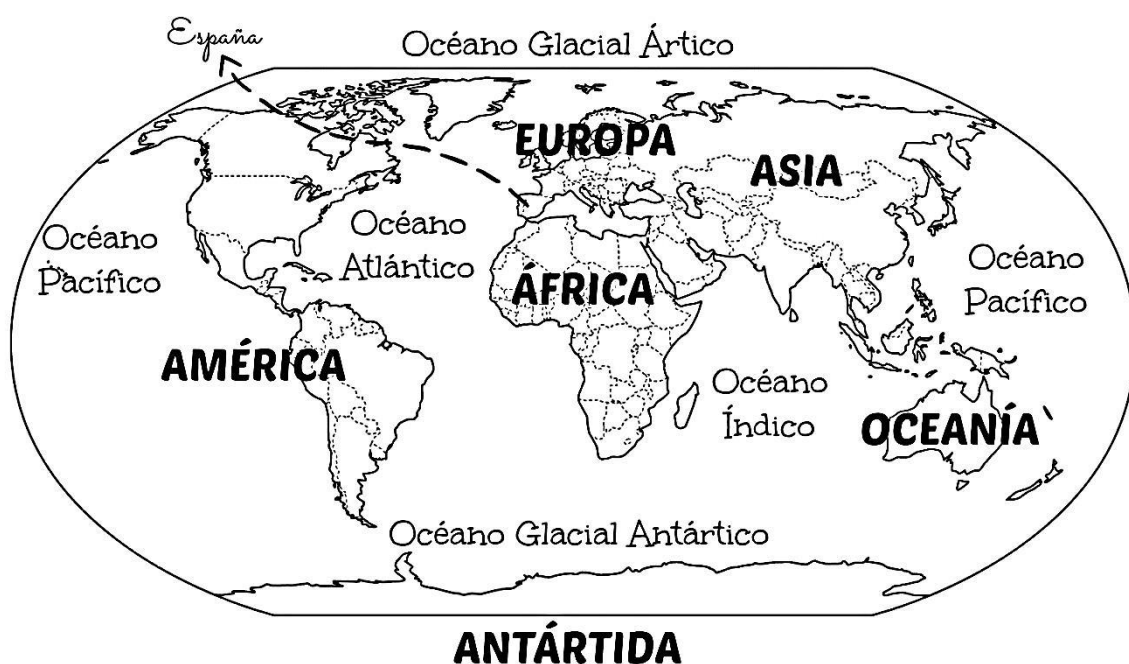 España
Océano Glacial Ártico
EUROPA
ASIA
Océano
Pacífico
Océano
Atlántico
ÁFRICA
Océano
Pacífico
AMÉRICA
Océano
Índico
OCEANÍA
Océano Glacial Antártico
ANTÁRTIDA